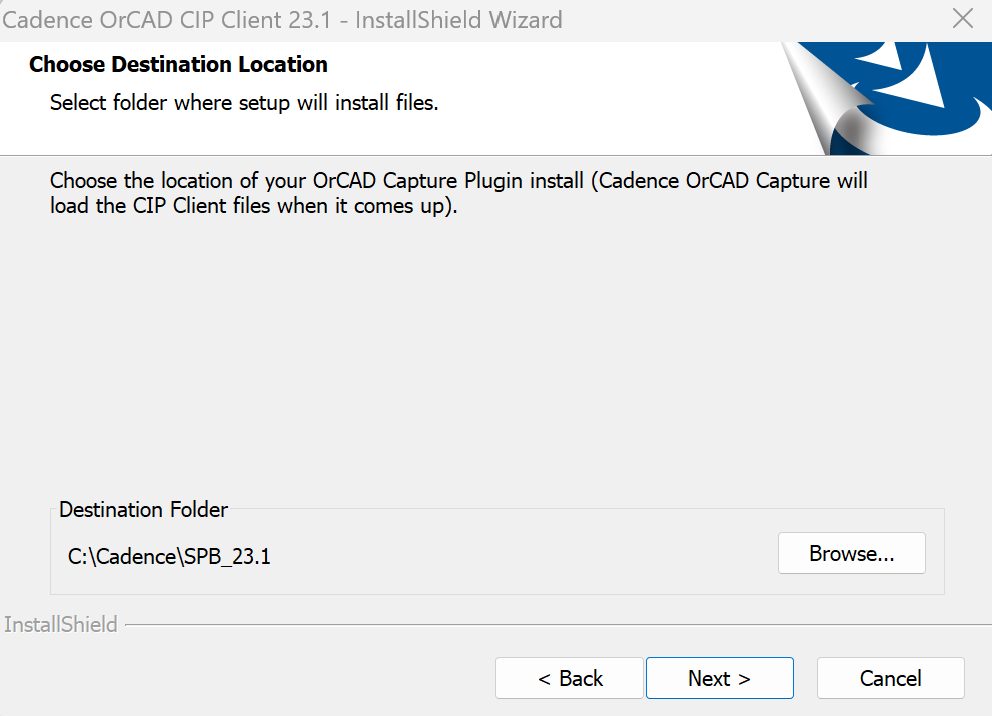 Cadence OrCAD CIP Client 23.1 - InstallShield Wizard
Choose Destination Location
Select folder where setup will install files.
Choose the location of your OrCAD Capture Plugin install (Cadence OrCAD Capture will
load the CIP Client files when it comes up).
Destination Folder
C:\Cadence\SPB_23.1
Browse...
InstallShield
< Back
Next >
Cancel